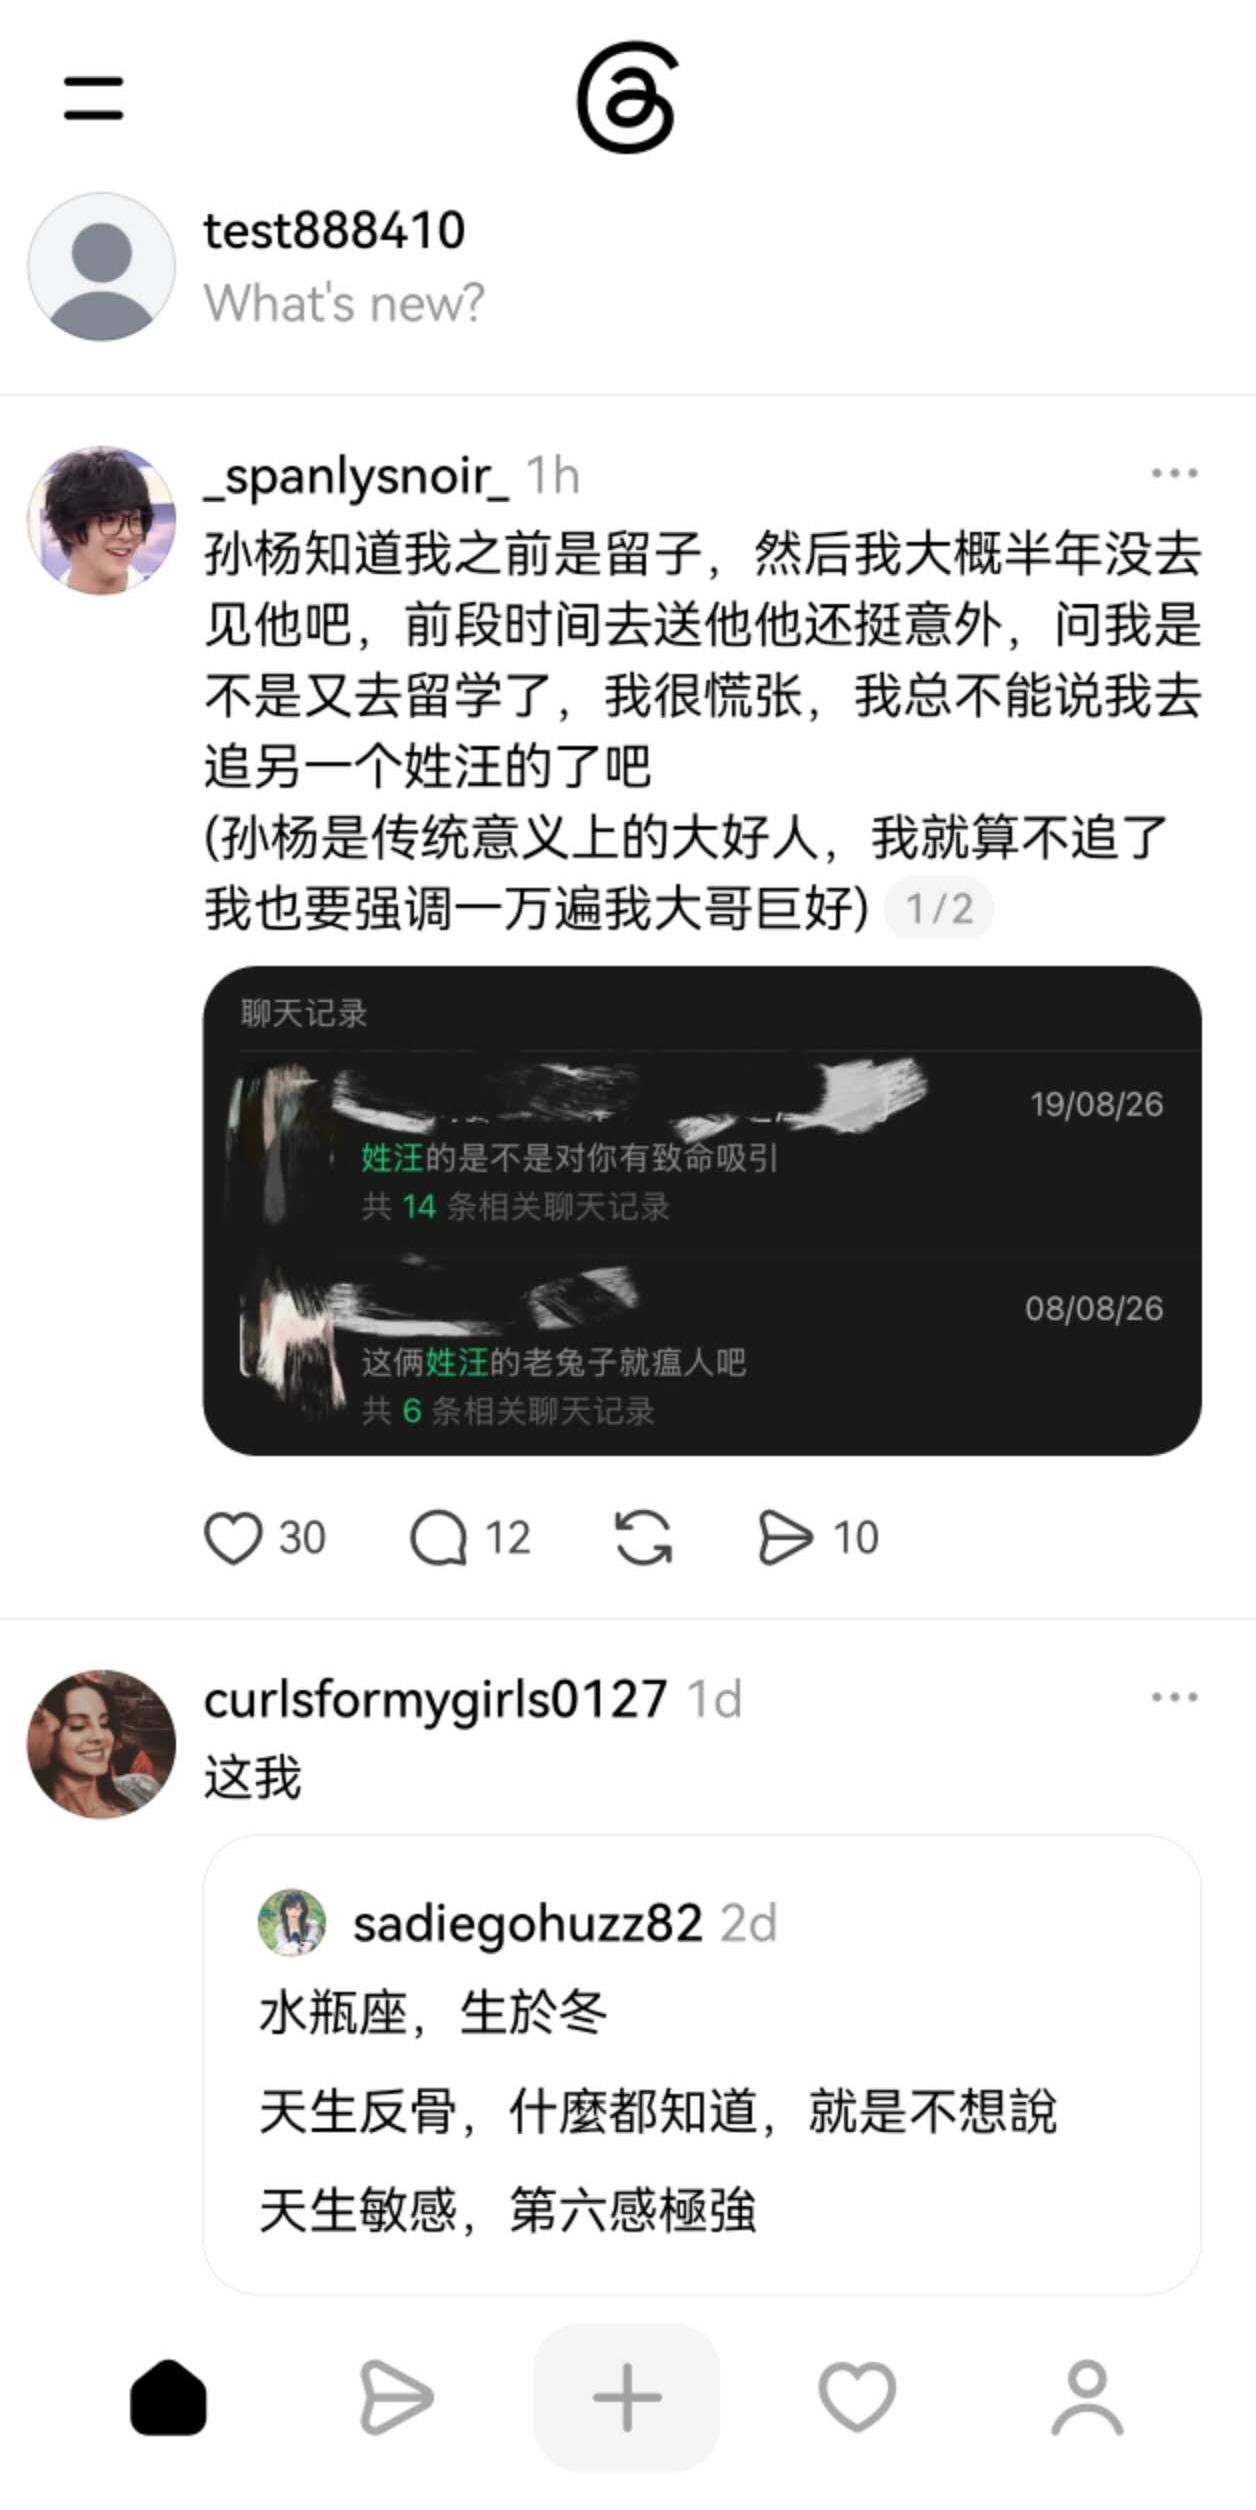 test888410
What's new?
_spanlysnoir_ 1h
孙杨知道我之前是留子，然后我大概半年没去
见他吧，前段时间去送他他还挺意外，问我是
不是又去留学了，我很慌张，我总不能说我去
追另一个姓汪的了吧
(孙杨是传统意义上的大好人，我就算不追了
我也要强调一万遍我大哥巨好) 1/2
聊天记录
19/08/26
姓汪的是不是对你有致命吸引
共 14 条相关聊天记录
08/08/26
这俩姓汪的老兔子就瘟人吧
共 6 条相关聊天记录
30 12 10
curlsformygirls0127 1d
这我
sadiegohuzz82 2d
水瓶座，生於冬
天生反骨，什麼都知道，就是不想說
天生敏感，第六感極強